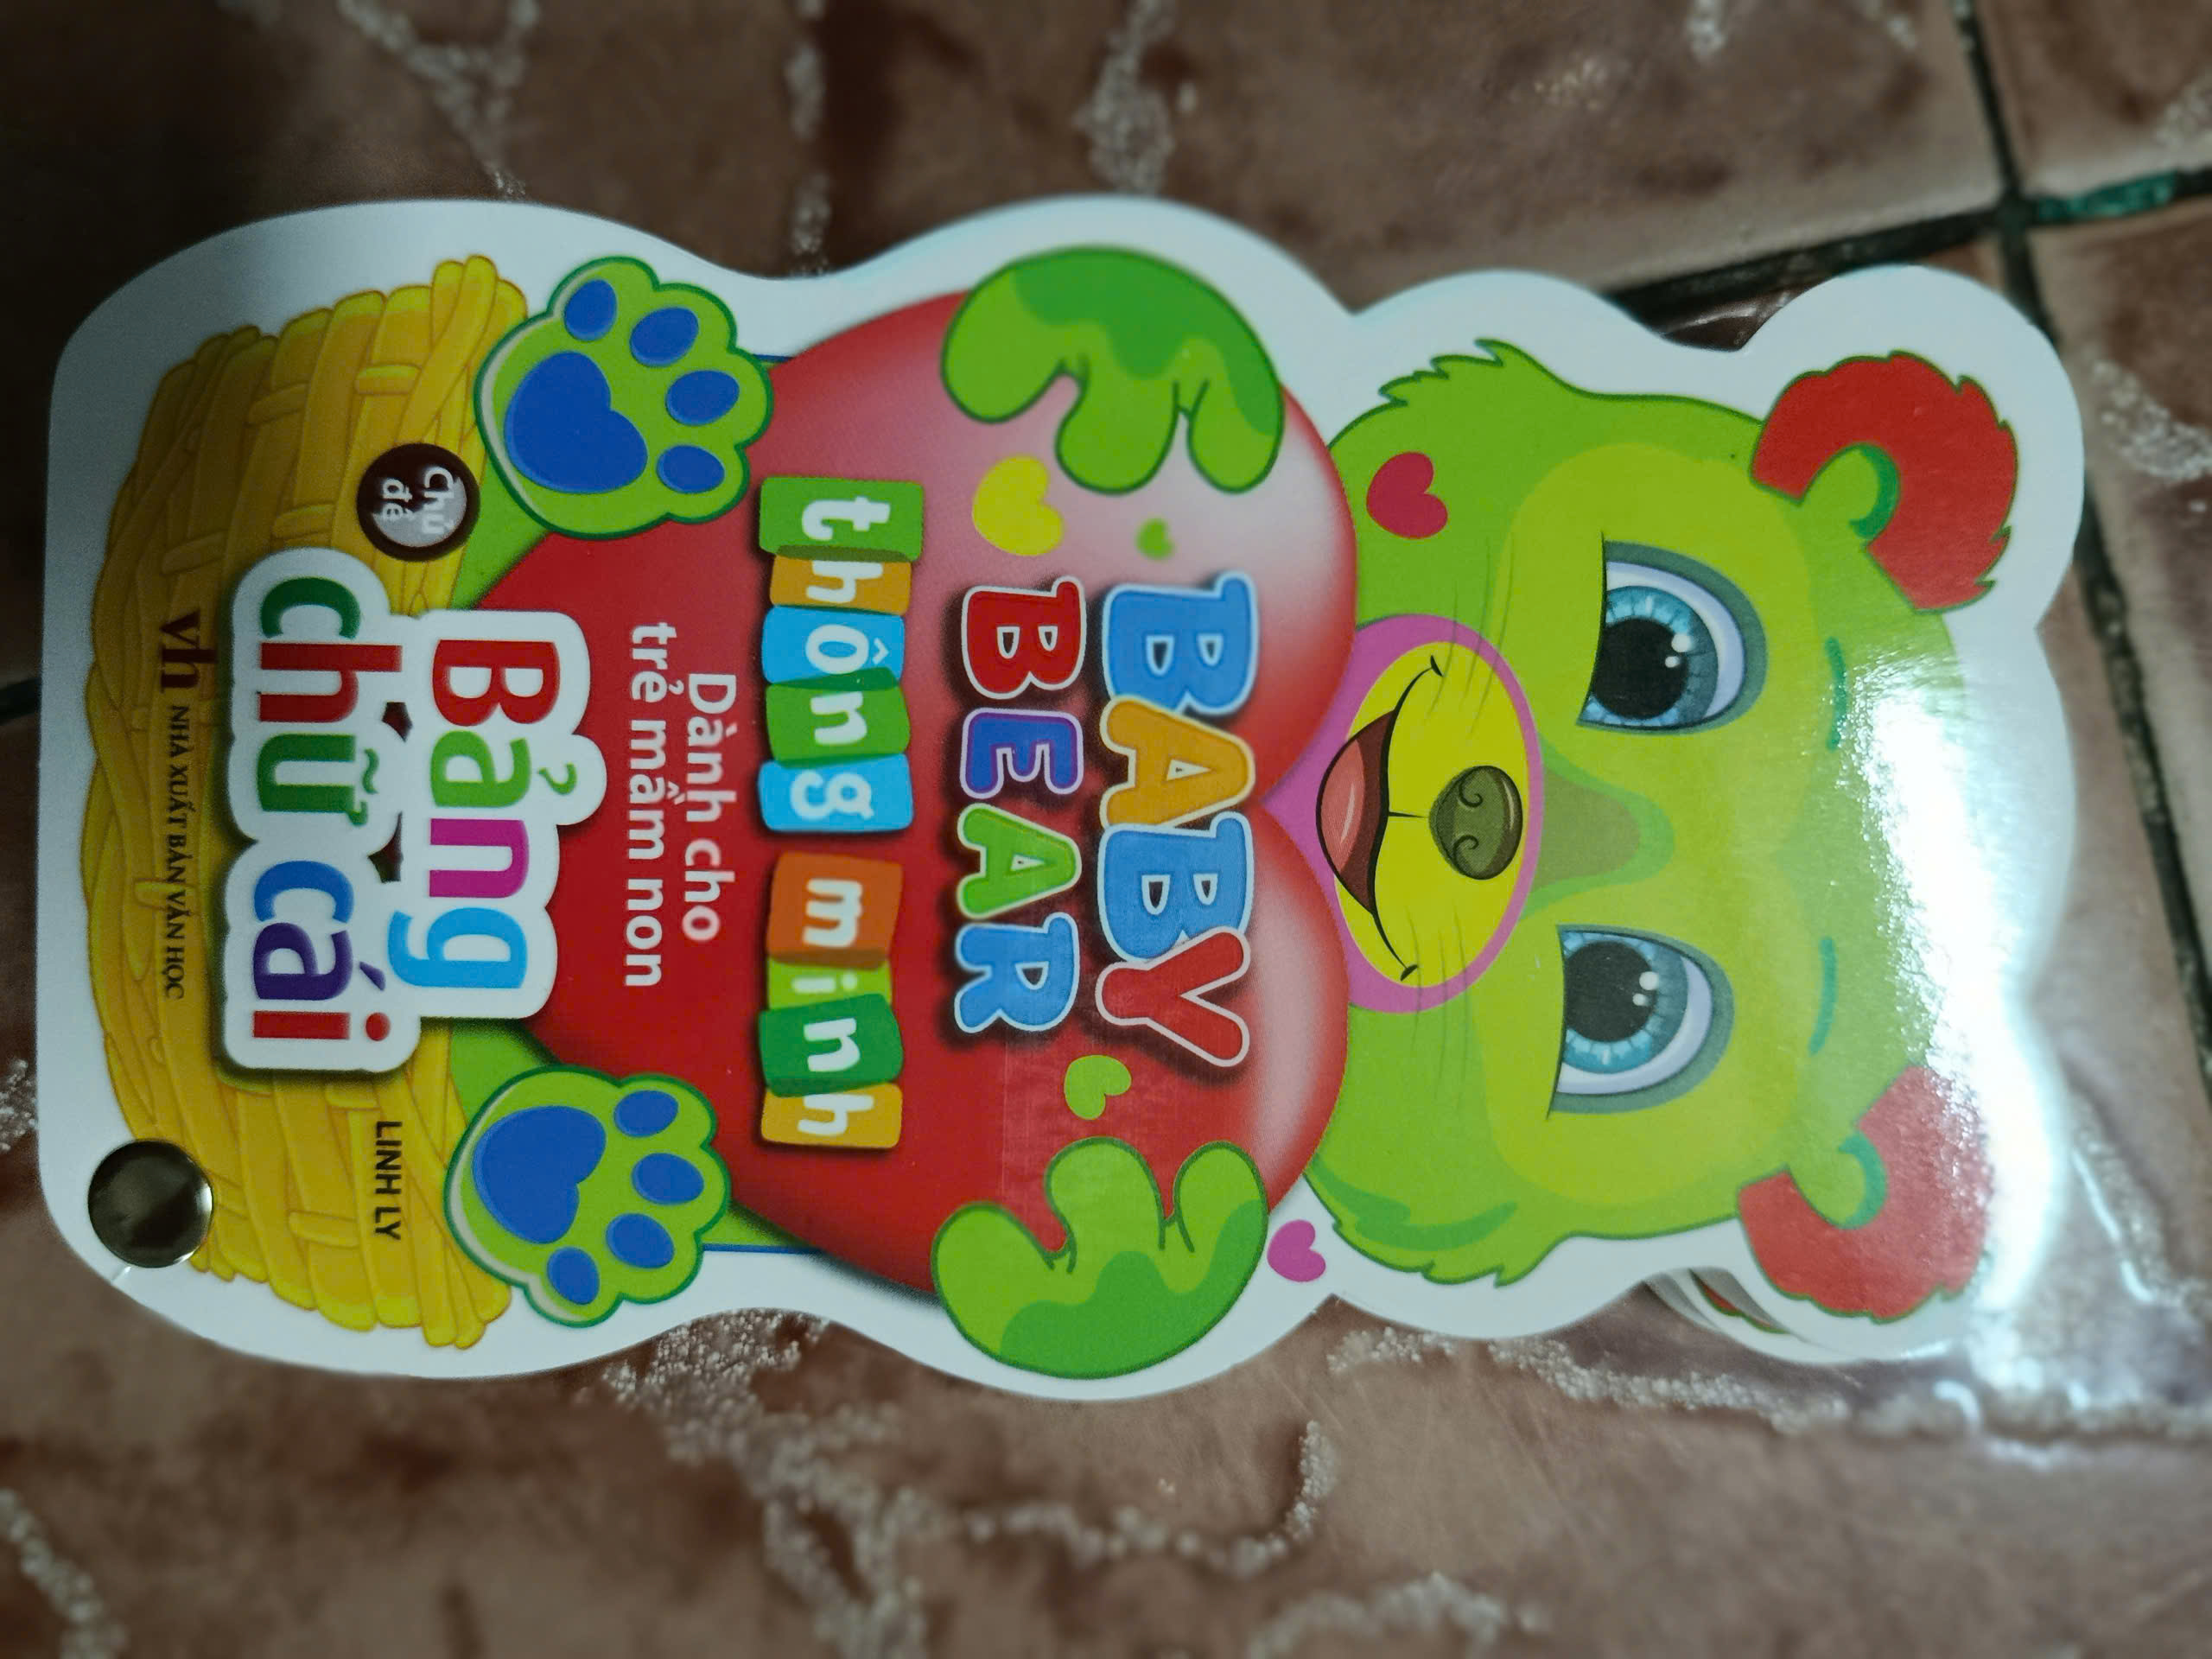 BABY
BEAR
thông minh
Dành cho
trẻ mầm non
Chủ
đề
Bảng
chữ cái
LINH LY
vh NHÀ XUẤT BẢN VĂN HỌC